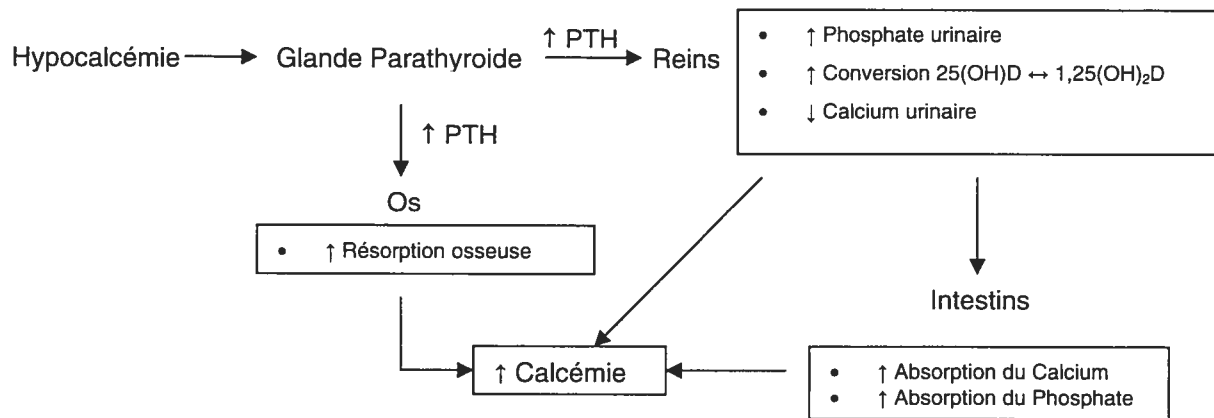 Hypocalcémie → Glande Parathyroide ↑ PTH → Reins
• ↑ Phosphate urinaire
• ↑ Conversion 25(OH)D ↔ 1,25(OH)₂D
• ↓ Calcium urinaire
↑ PTH
Os
• ↑ Résorption osseuse
Intestins
• ↑ Absorption du Calcium
• ↑ Absorption du Phosphate
↑ Calcémie